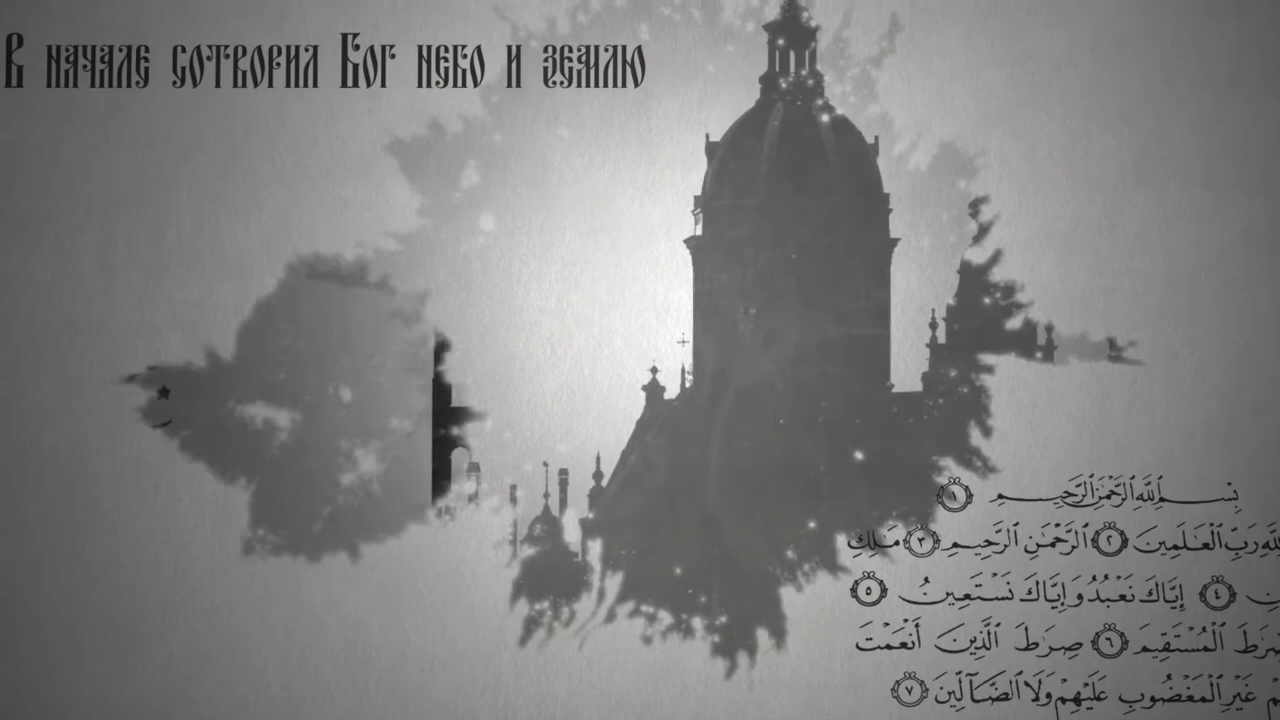 В начале сотворил Бог небо и землю
بِسْمِ ٱللَّهِ ٱلرَّحْمَٰنِ ٱلرَّحِيمِ ١
رَبِّ ٱلْعَٰلَمِينَ ٢ ٱلرَّحْمَٰنِ ٱلرَّحِيمِ ٣ مَٰلِكِ
٤ إِيَّاكَ نَعْبُدُ وَإِيَّاكَ نَسْتَعِينُ ٥
ٱلْمُسْتَقِيمَ ٦ صِرَٰطَ ٱلَّذِينَ أَنْعَمْتَ
غَيْرِ ٱلْمَغْضُوبِ عَلَيْهِمْ وَلَا ٱلضَّآلِّينَ ٧